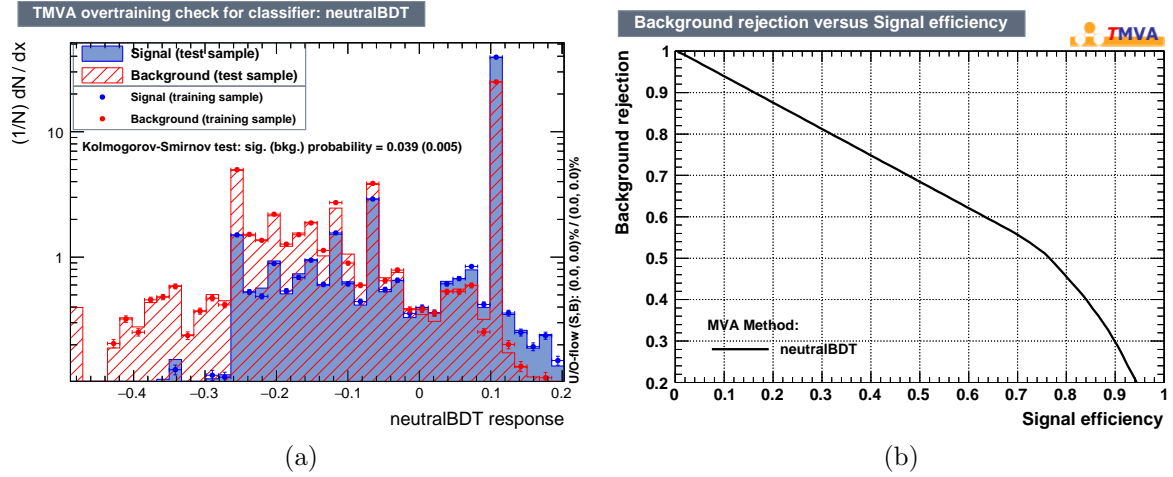 TMVA overtraining check for classifier: neutralBDT
(1/N) dN / dx
Signal (test sample)
Background (test sample)
Signal (training sample)
Background (training sample)
Kolmogorov-Smirnov test: sig. (bkg.) probability = 0.039 (0.005)
10
1
−0.4 −0.3 −0.2 −0.1 0 0.1 0.2
neutralBDT response
U/O-flow (S,B): (0.0, 0.0)% / (0.0, 0.0)%
(a)
Background rejection versus Signal efficiency
TMVA
Background rejection
1
0.9
0.8
0.7
0.6
0.5
0.4
0.3
0.2
MVA Method:
neutralBDT
0 0.1 0.2 0.3 0.4 0.5 0.6 0.7 0.8 0.9 1
Signal efficiency
(b)